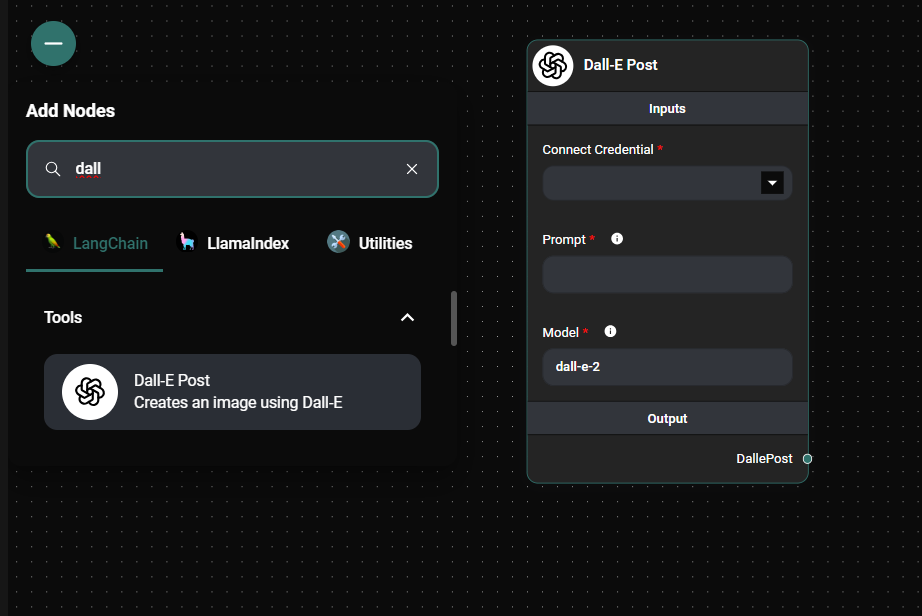 Add Nodes
dall
LangChain
LlamaIndex
Utilities
Tools
Dall-E Post
Creates an image using Dall-E
Dall-E Post
Inputs
Connect Credential *
Prompt *
Model *
dall-e-2
Output
DallePost